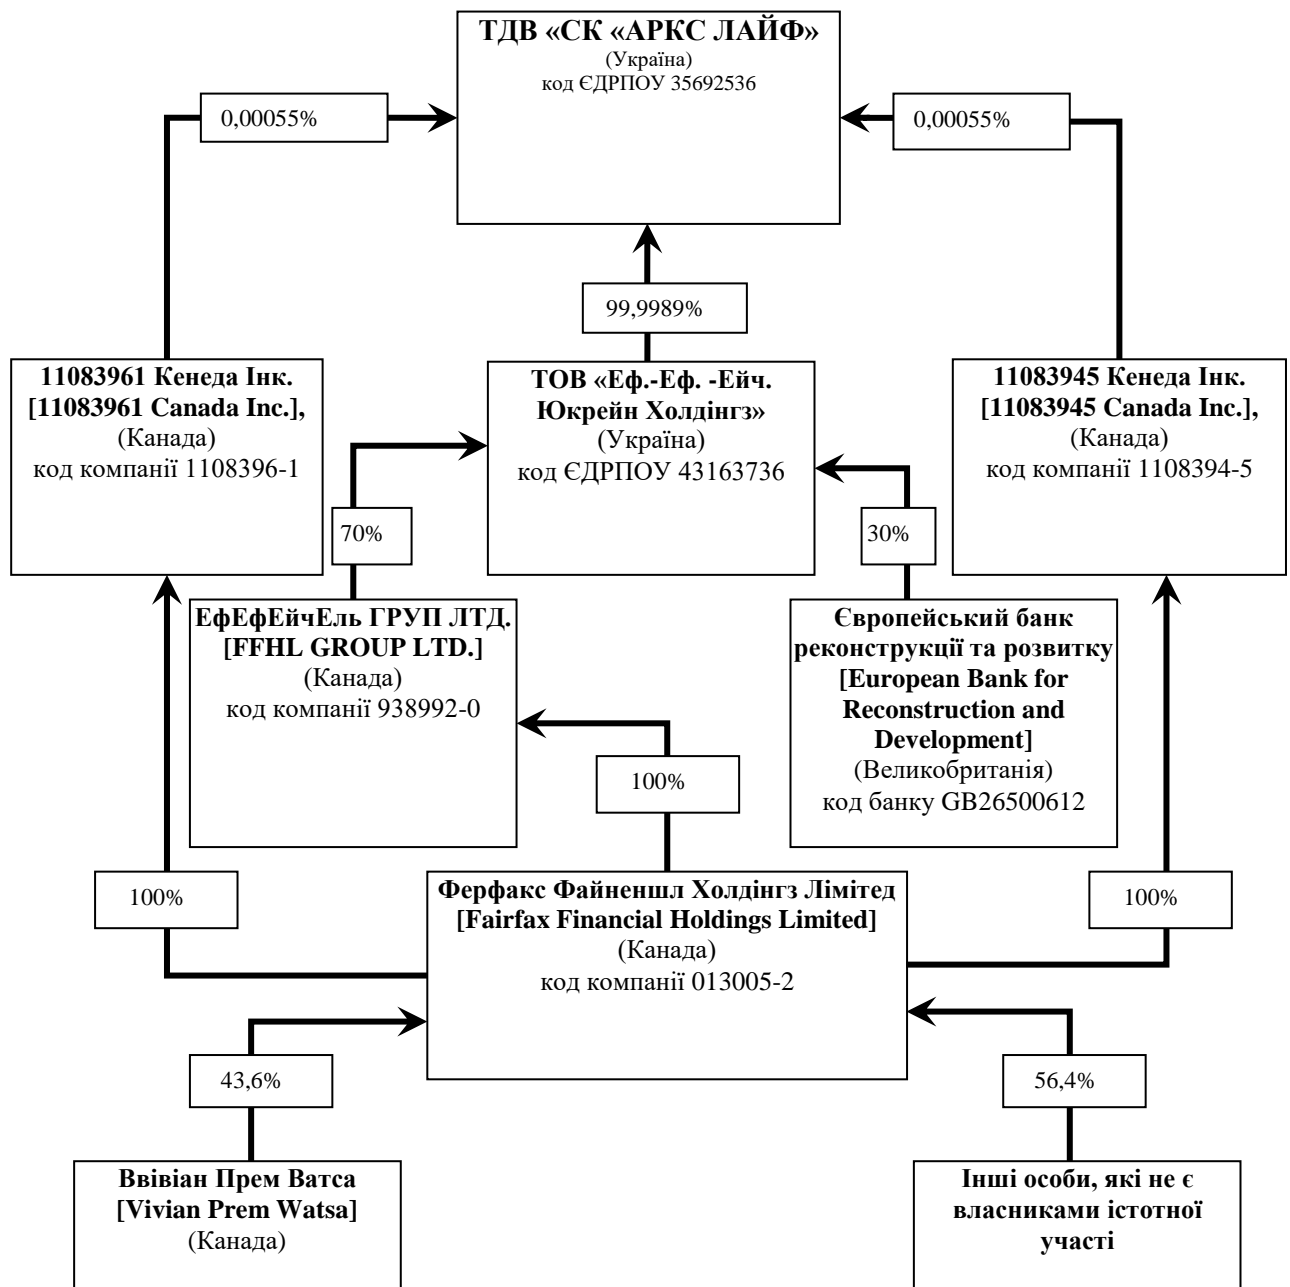 ТДВ «СК «АРКС ЛАЙФ»
(Україна)
код ЄДРПОУ 35692536
0,00055%
0,00055%
99,9989%
11083961 Кенеда Інк.
[11083961 Canada Inc.],
(Канада)
код компанії 1108396-1
ТОВ «Еф.-Еф. -Ейч.
Юкрейн Холдінгз»
(Україна)
код ЄДРПОУ 43163736
11083945 Кенеда Інк.
[11083945 Canada Inc.],
(Канада)
код компанії 1108394-5
70%
30%
ЕфЕфЕйчЕль ГРУП ЛТД.
[FFHL GROUP LTD.]
(Канада)
код компанії 938992-0
Європейський банк
реконструкції та розвитку
[European Bank for
Reconstruction and
Development]
(Великобританія)
код банку GB26500612
100%
100%
100%
Ферфакс Файненшл Холдінгз Лімітед
[Fairfax Financial Holdings Limited]
(Канада)
код компанії 013005-2
43,6%
56,4%
Ввівіан Прем Ватса
[Vivian Prem Watsa]
(Канада)
Інші особи, які не є
власниками істотної
участі